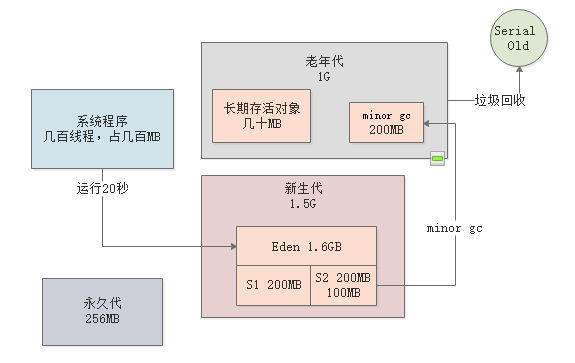 Serial
Old
老年代
1G
长期存活对象
几十MB
minor gc
200MB
垃圾回收
系统程序
几百线程，占几百MB
运行20秒
新生代
1.5G
Eden 1.6GB
S1 200MB
S2 200MB
100MB
minor gc
永久代
256MB